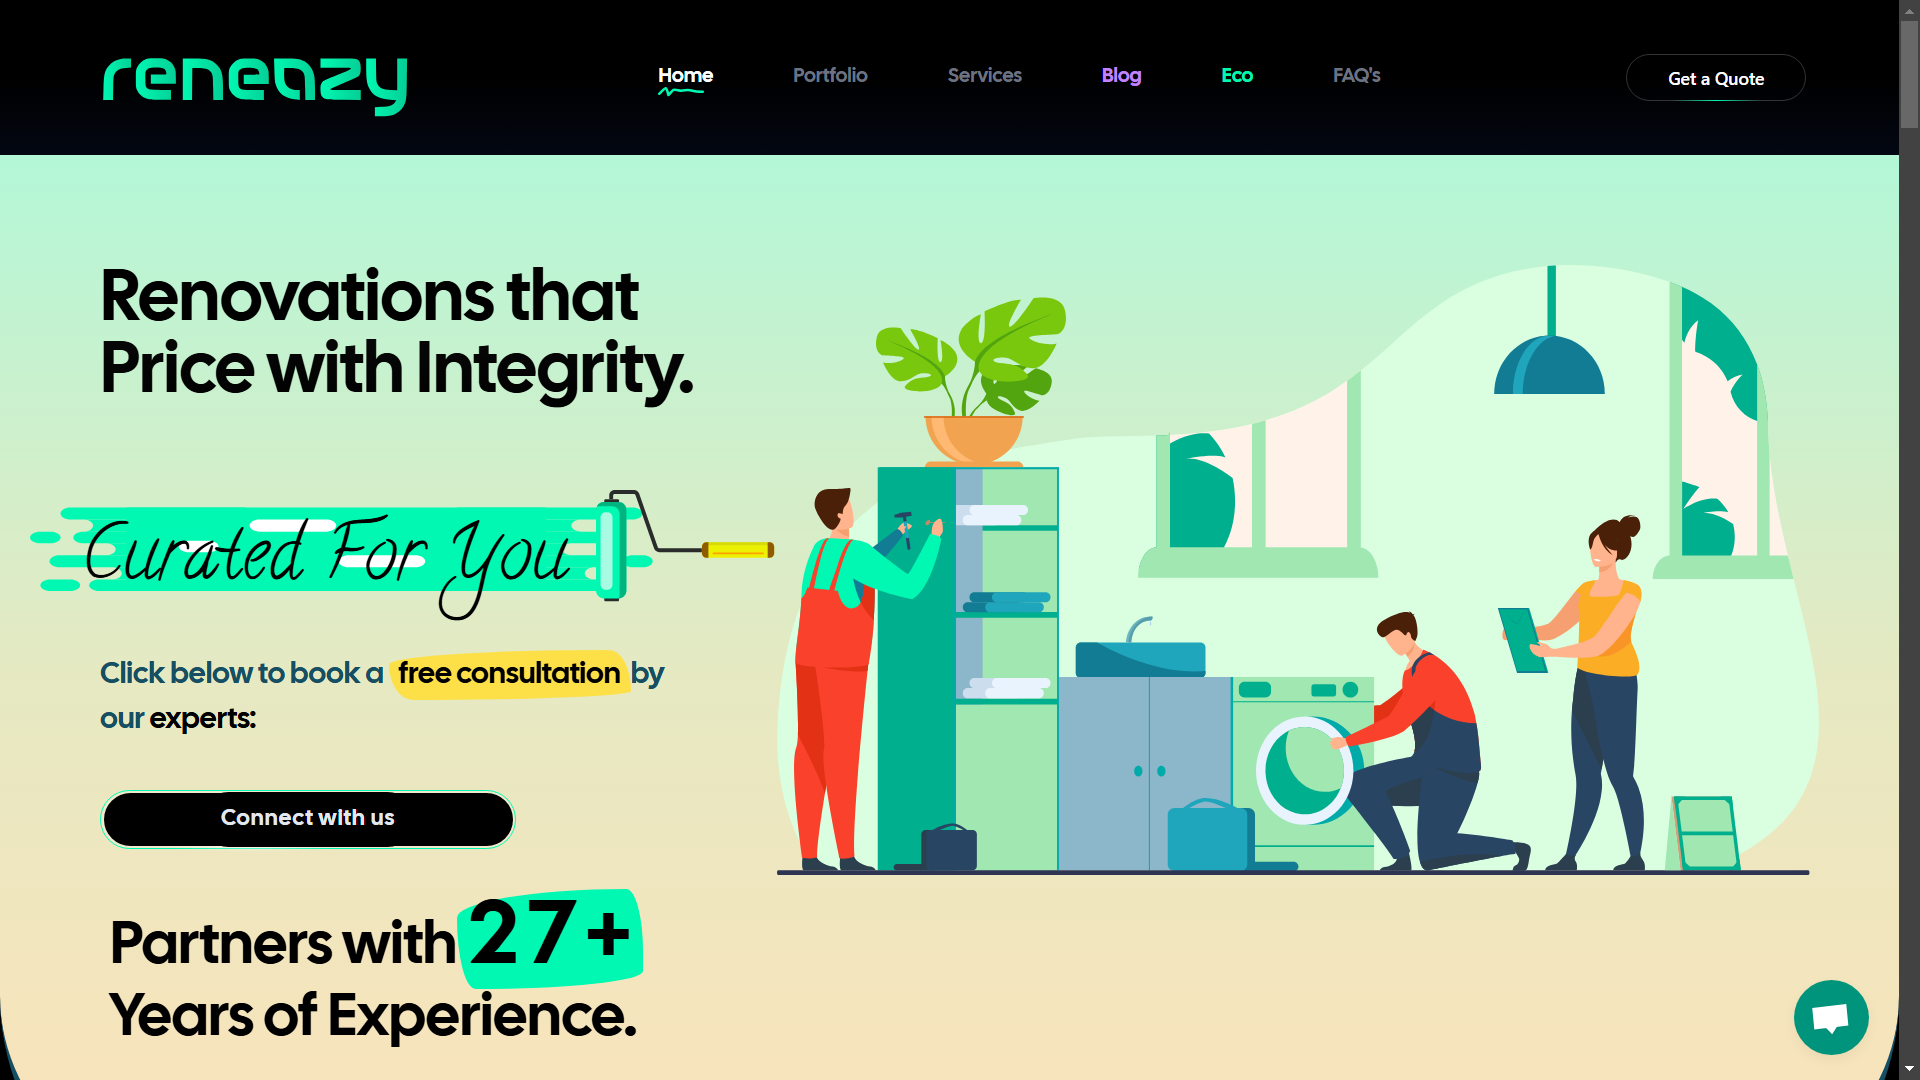 reneazy
Home
Portfolio
Services
Blog
Eco
FAQ's
Get a Quote
Renovations that
Price with Integrity.
Curated For You
Click below to book a free consultation by
our experts:
Connect with us
Partners with 27+
Years of Experience.